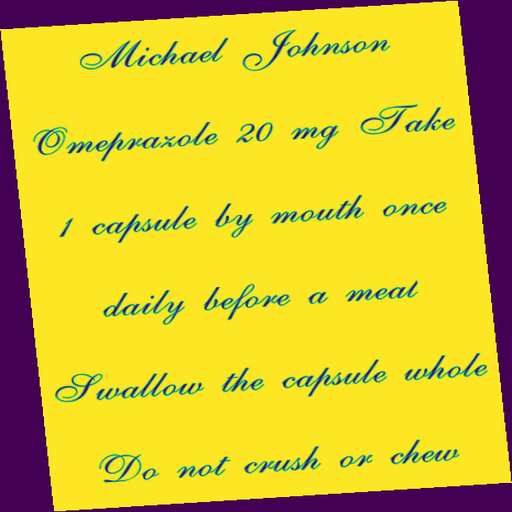 Michael Johnson
Omeprazole 20 mg Take
1 capsule by mouth once
daily before a meal
Swallow the capsule whole
Do not crush or chew